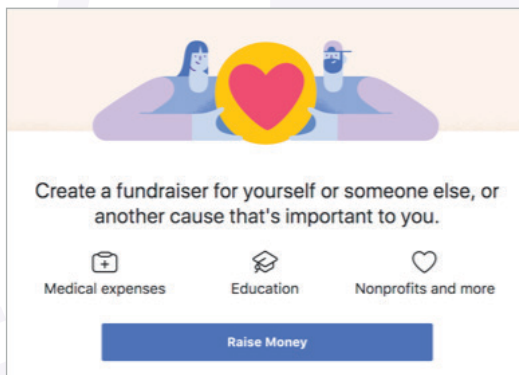 Create a fundraiser for yourself or someone else, or
another cause that's important to you.
Medical expenses
Education
Nonprofits and more
Raise Money